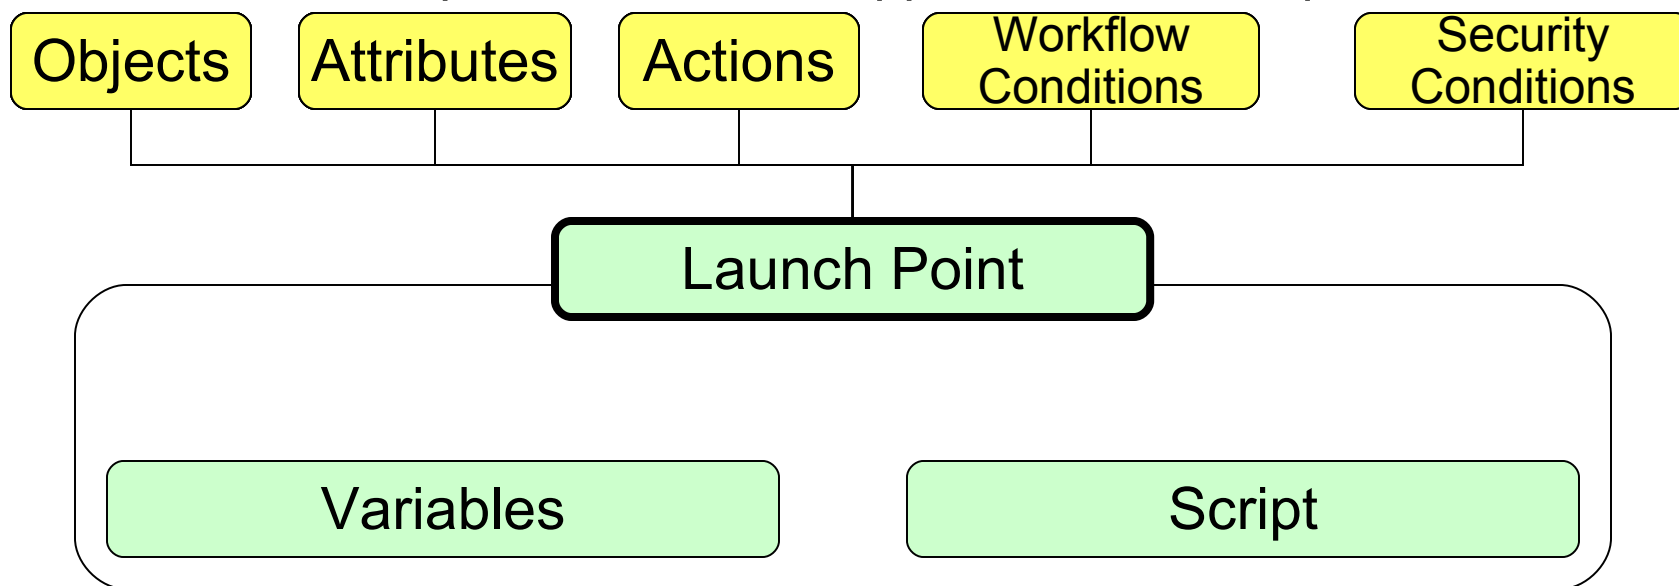 Objects
Attributes
Actions
Workflow
Conditions
Security
Conditions
Launch Point
Variables
Script